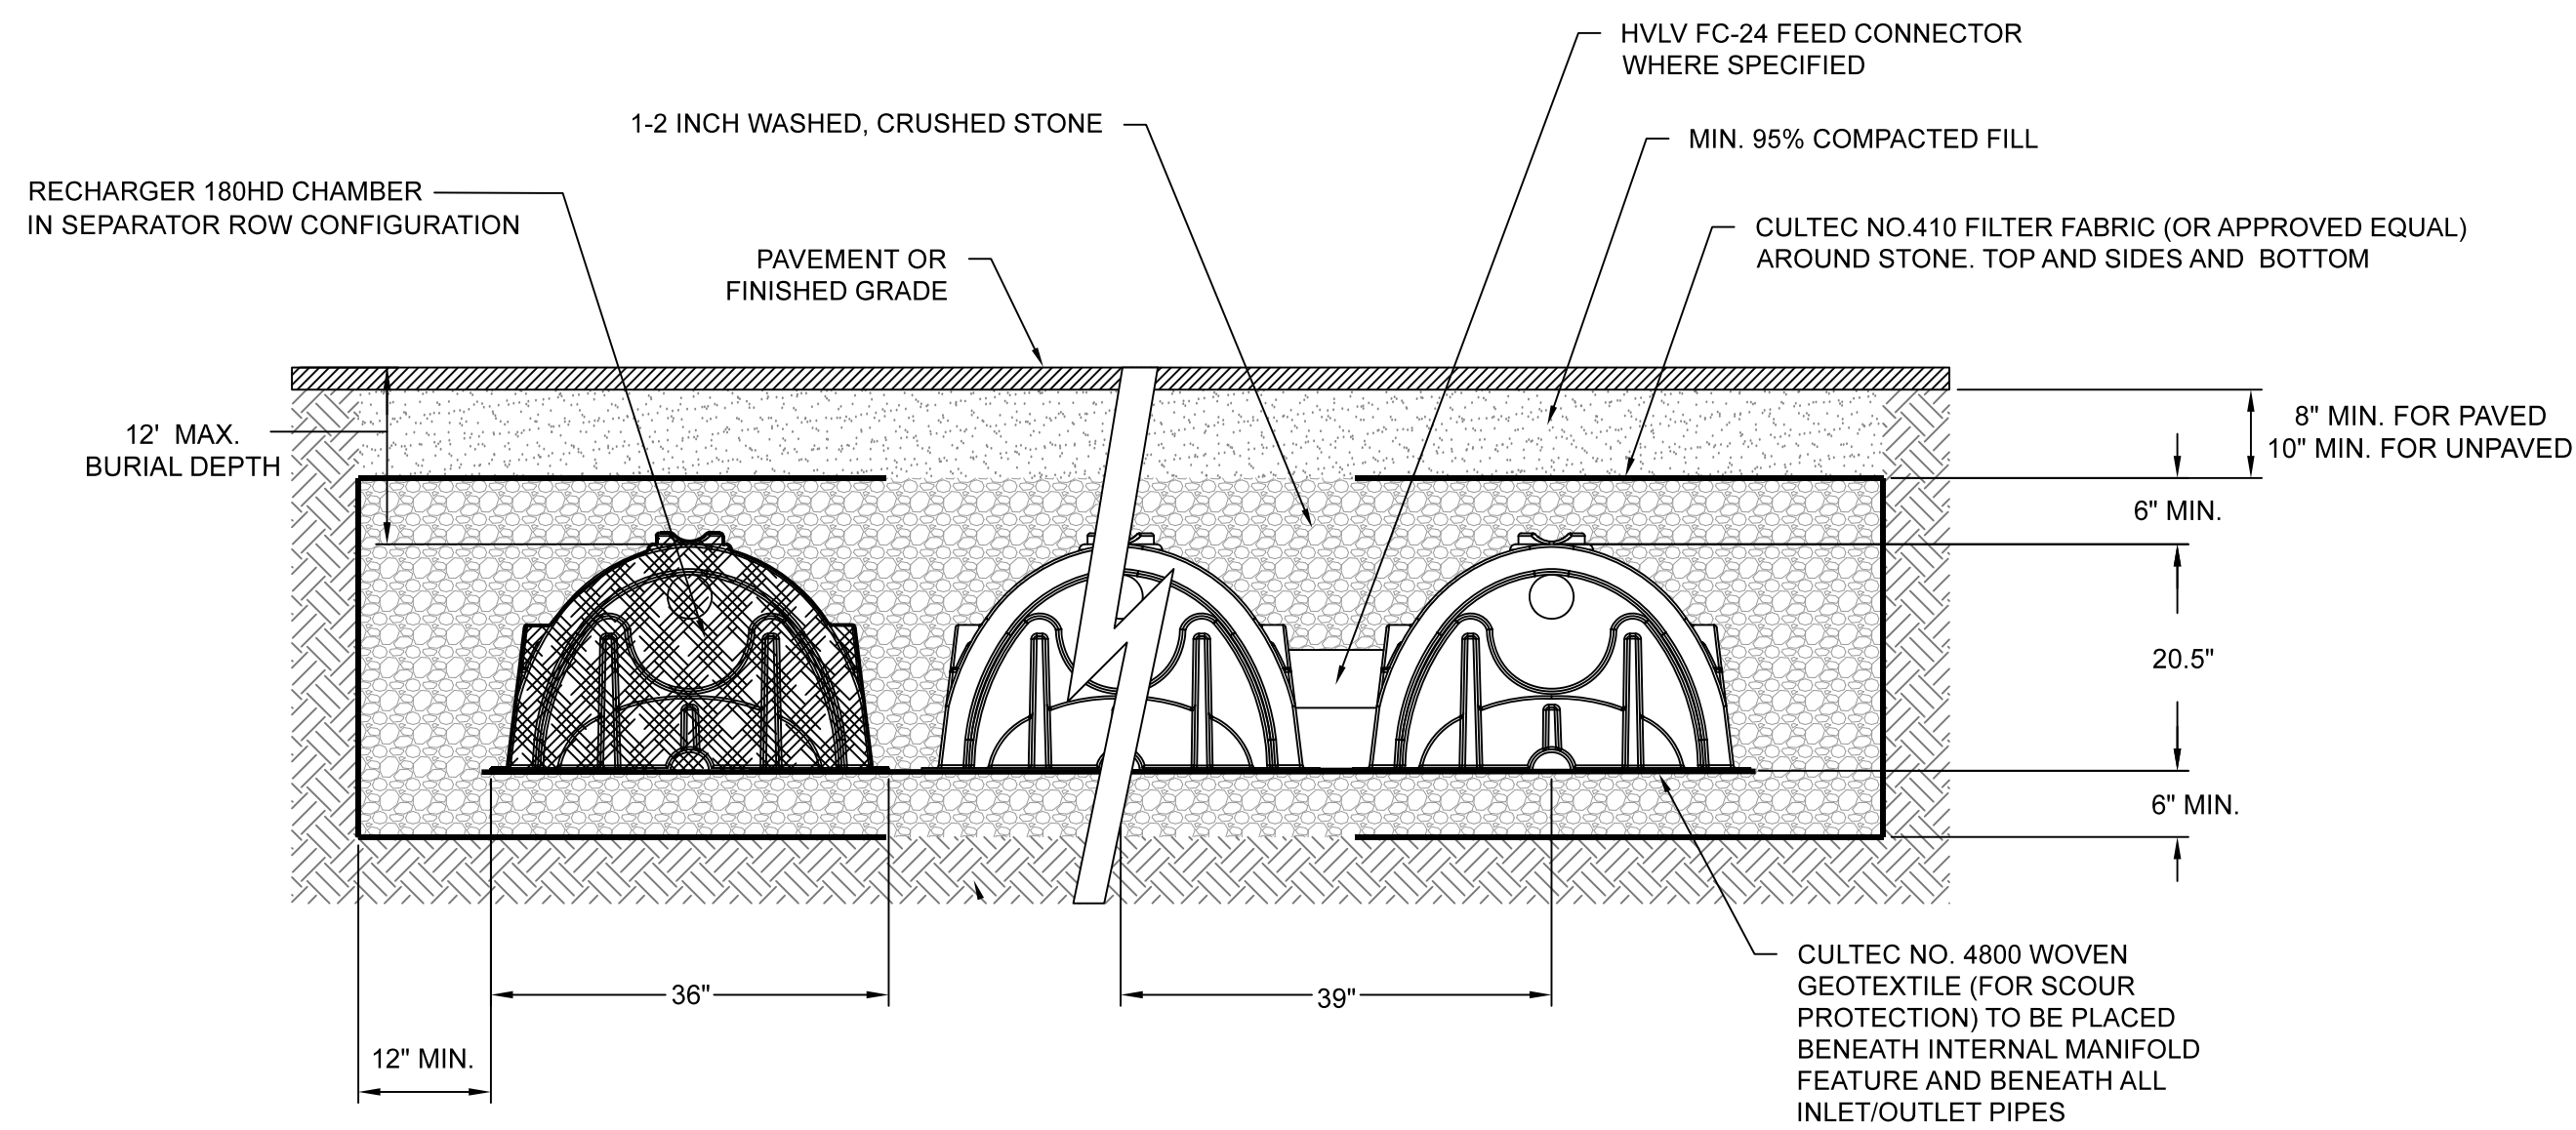 HVLV FC-24 FEED CONNECTOR
WHERE SPECIFIED
1-2 INCH WASHED, CRUSHED STONE
MIN. 95% COMPACTED FILL
RECHARGER 180HD CHAMBER
IN SEPARATOR ROW CONFIGURATION
CULTEC NO.410 FILTER FABRIC (OR APPROVED EQUAL)
AROUND STONE. TOP AND SIDES AND BOTTOM
PAVEMENT OR
FINISHED GRADE
12' MAX.
BURIAL DEPTH
8" MIN. FOR PAVED
10" MIN. FOR UNPAVED
6" MIN.
20.5"
6" MIN.
36"
39"
12" MIN.
CULTEC NO. 4800 WOVEN
GEOTEXTILE (FOR SCOUR
PROTECTION) TO BE PLACED
BENEATH INTERNAL MANIFOLD
FEATURE AND BENEATH ALL
INLET/OUTLET PIPES